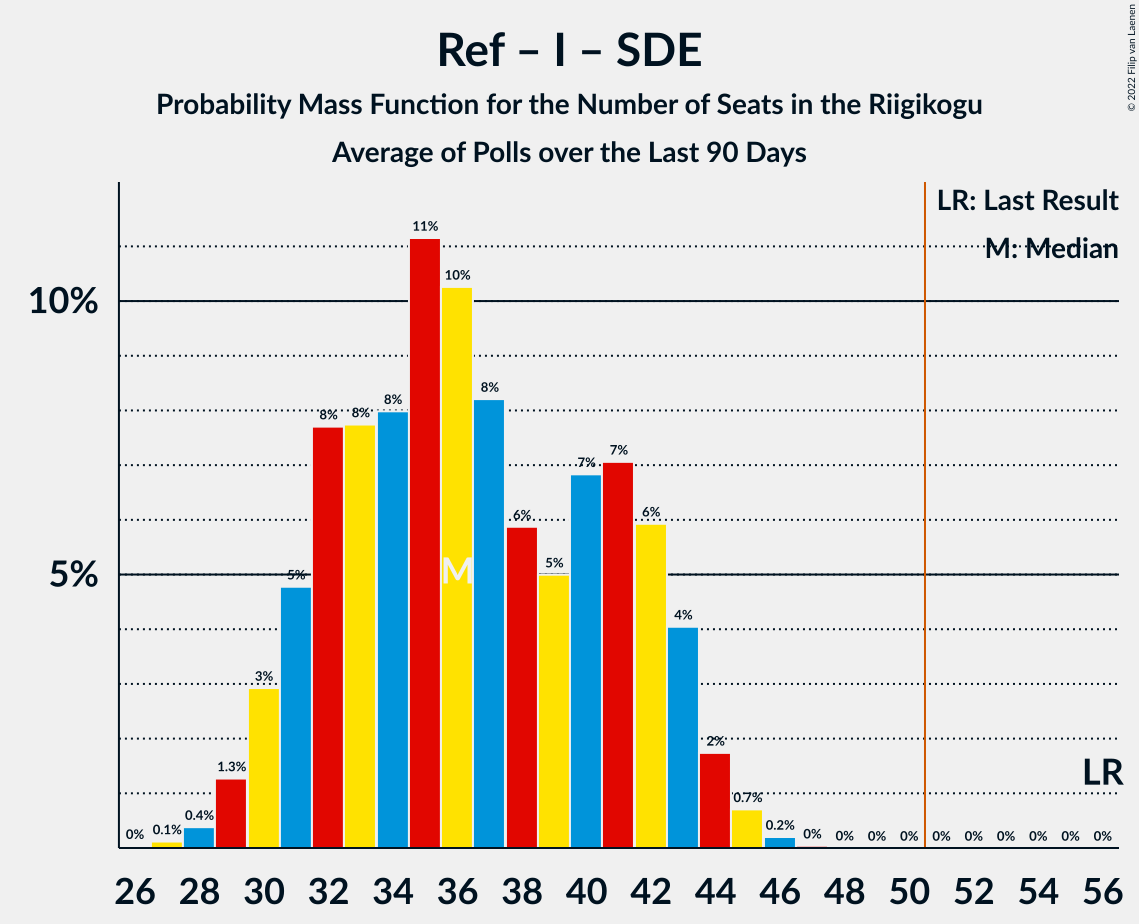 Ref – I – SDE
Probability Mass Function for the Number of Seats in the Riigikogu
Average of Polls over the Last 90 Days
© 2022 Filip van Laenen
LR: Last Result
M: Median
10%
5%
0% 0.1% 0.4% 1.3% 3% 5% 8% 8% 8% 11% 10% 8% 6% 5% 7% 7% 6% 4% 2% 0.7% 0.2% 0% 0% 0% 0% 0% 0% 0% 0% 0% 0%
M
LR
26 28 30 32 34 36 38 40 42 44 46 48 50 52 54 56